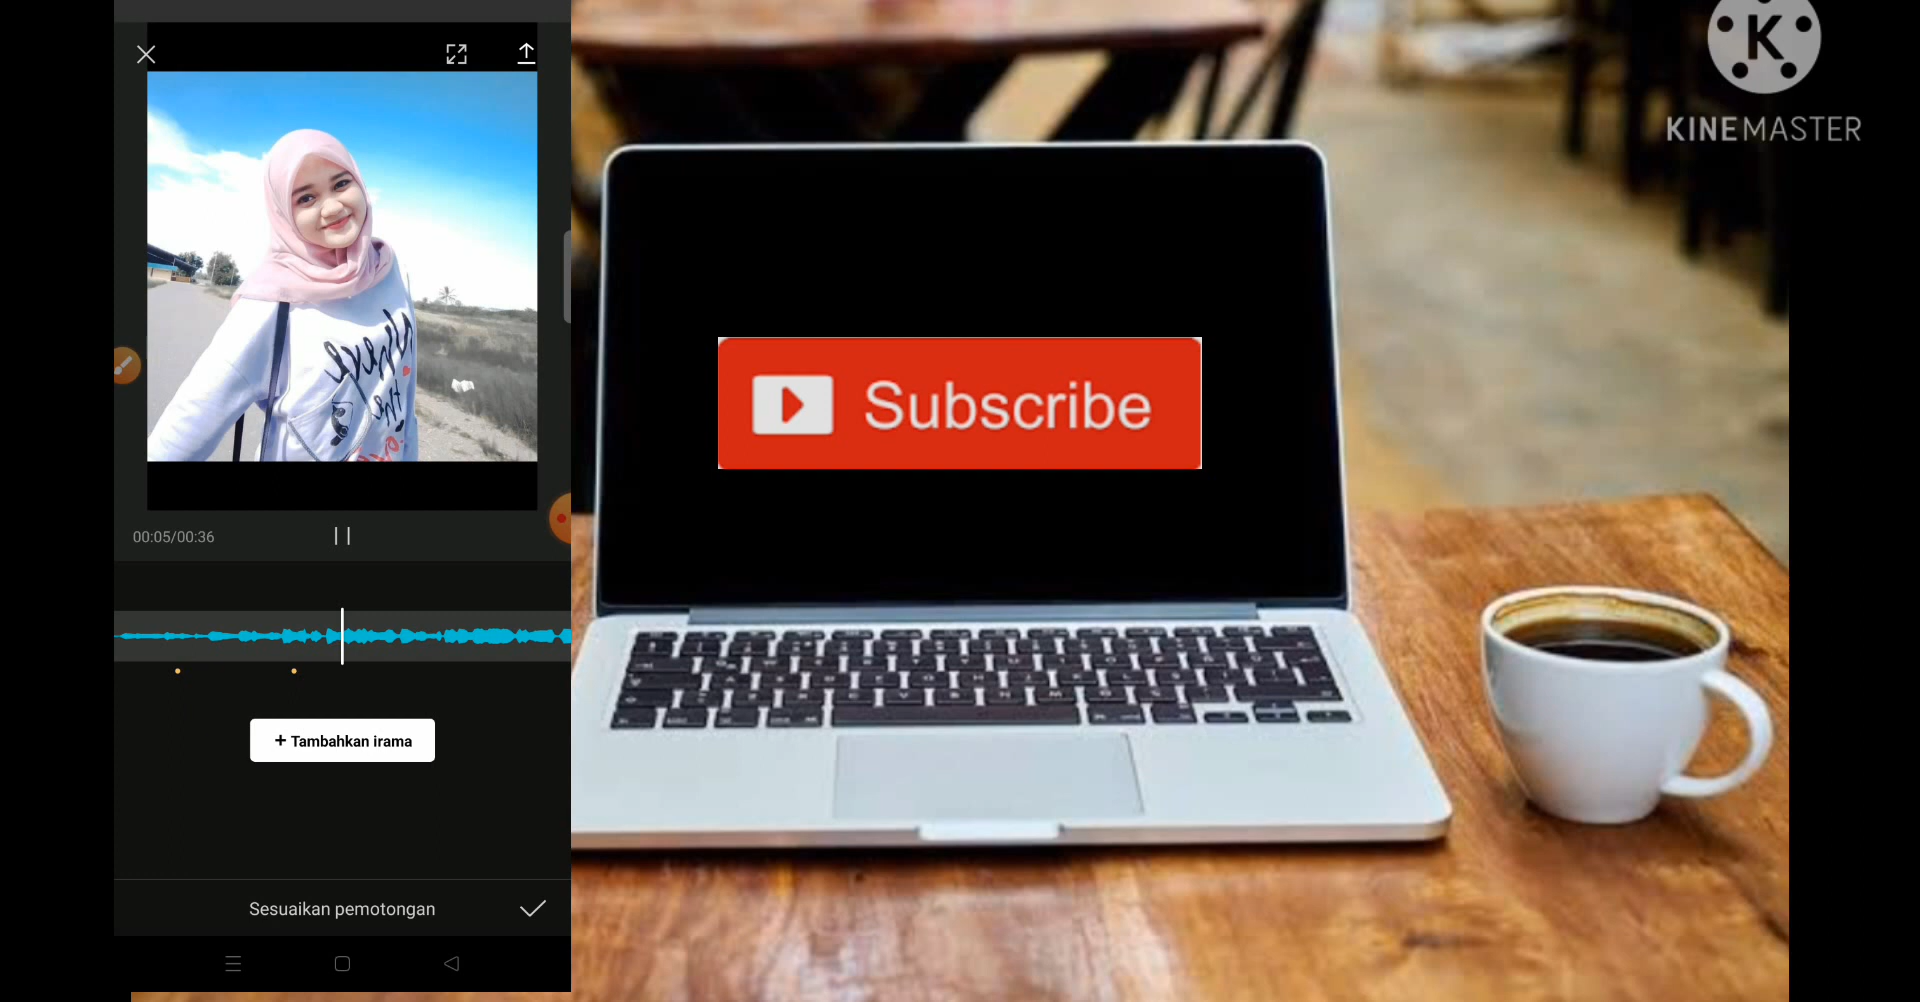 00:05/00:36
+ Tambahkan irama
Sesuaikan pemotongan
Subscribe
K
KINEMASTER